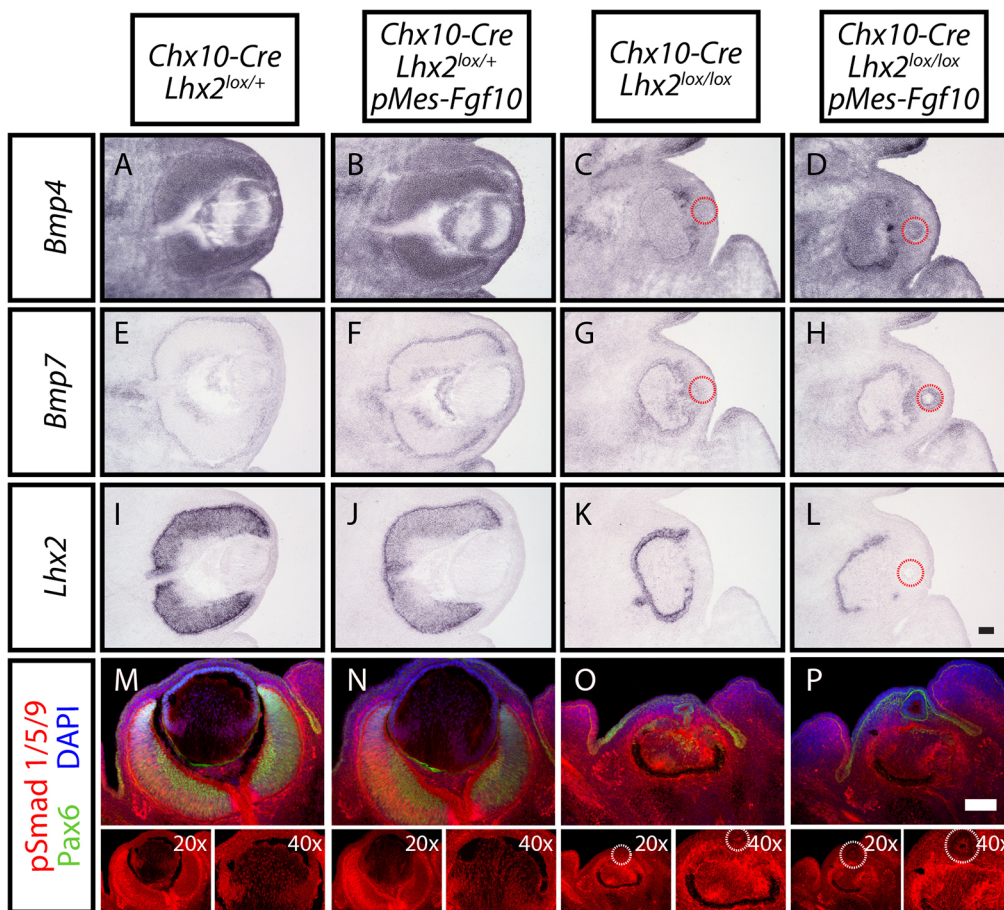 Chx10-Cre
Lhx2lox/+
Chx10-Cre
Lhx2lox/+
pMes-Fgf10
Chx10-Cre
Lhx2lox/lox
Chx10-Cre
Lhx2lox/lox
pMes-Fgf10
Bmp4
A
B
C
D
Bmp7
E
F
G
H
Lhx2
I
J
K
L
pSmad 1/5/9
Pax6 DAPI
M
N
O
P
20x
40x
20x
40x
20x
40x
20x
40x